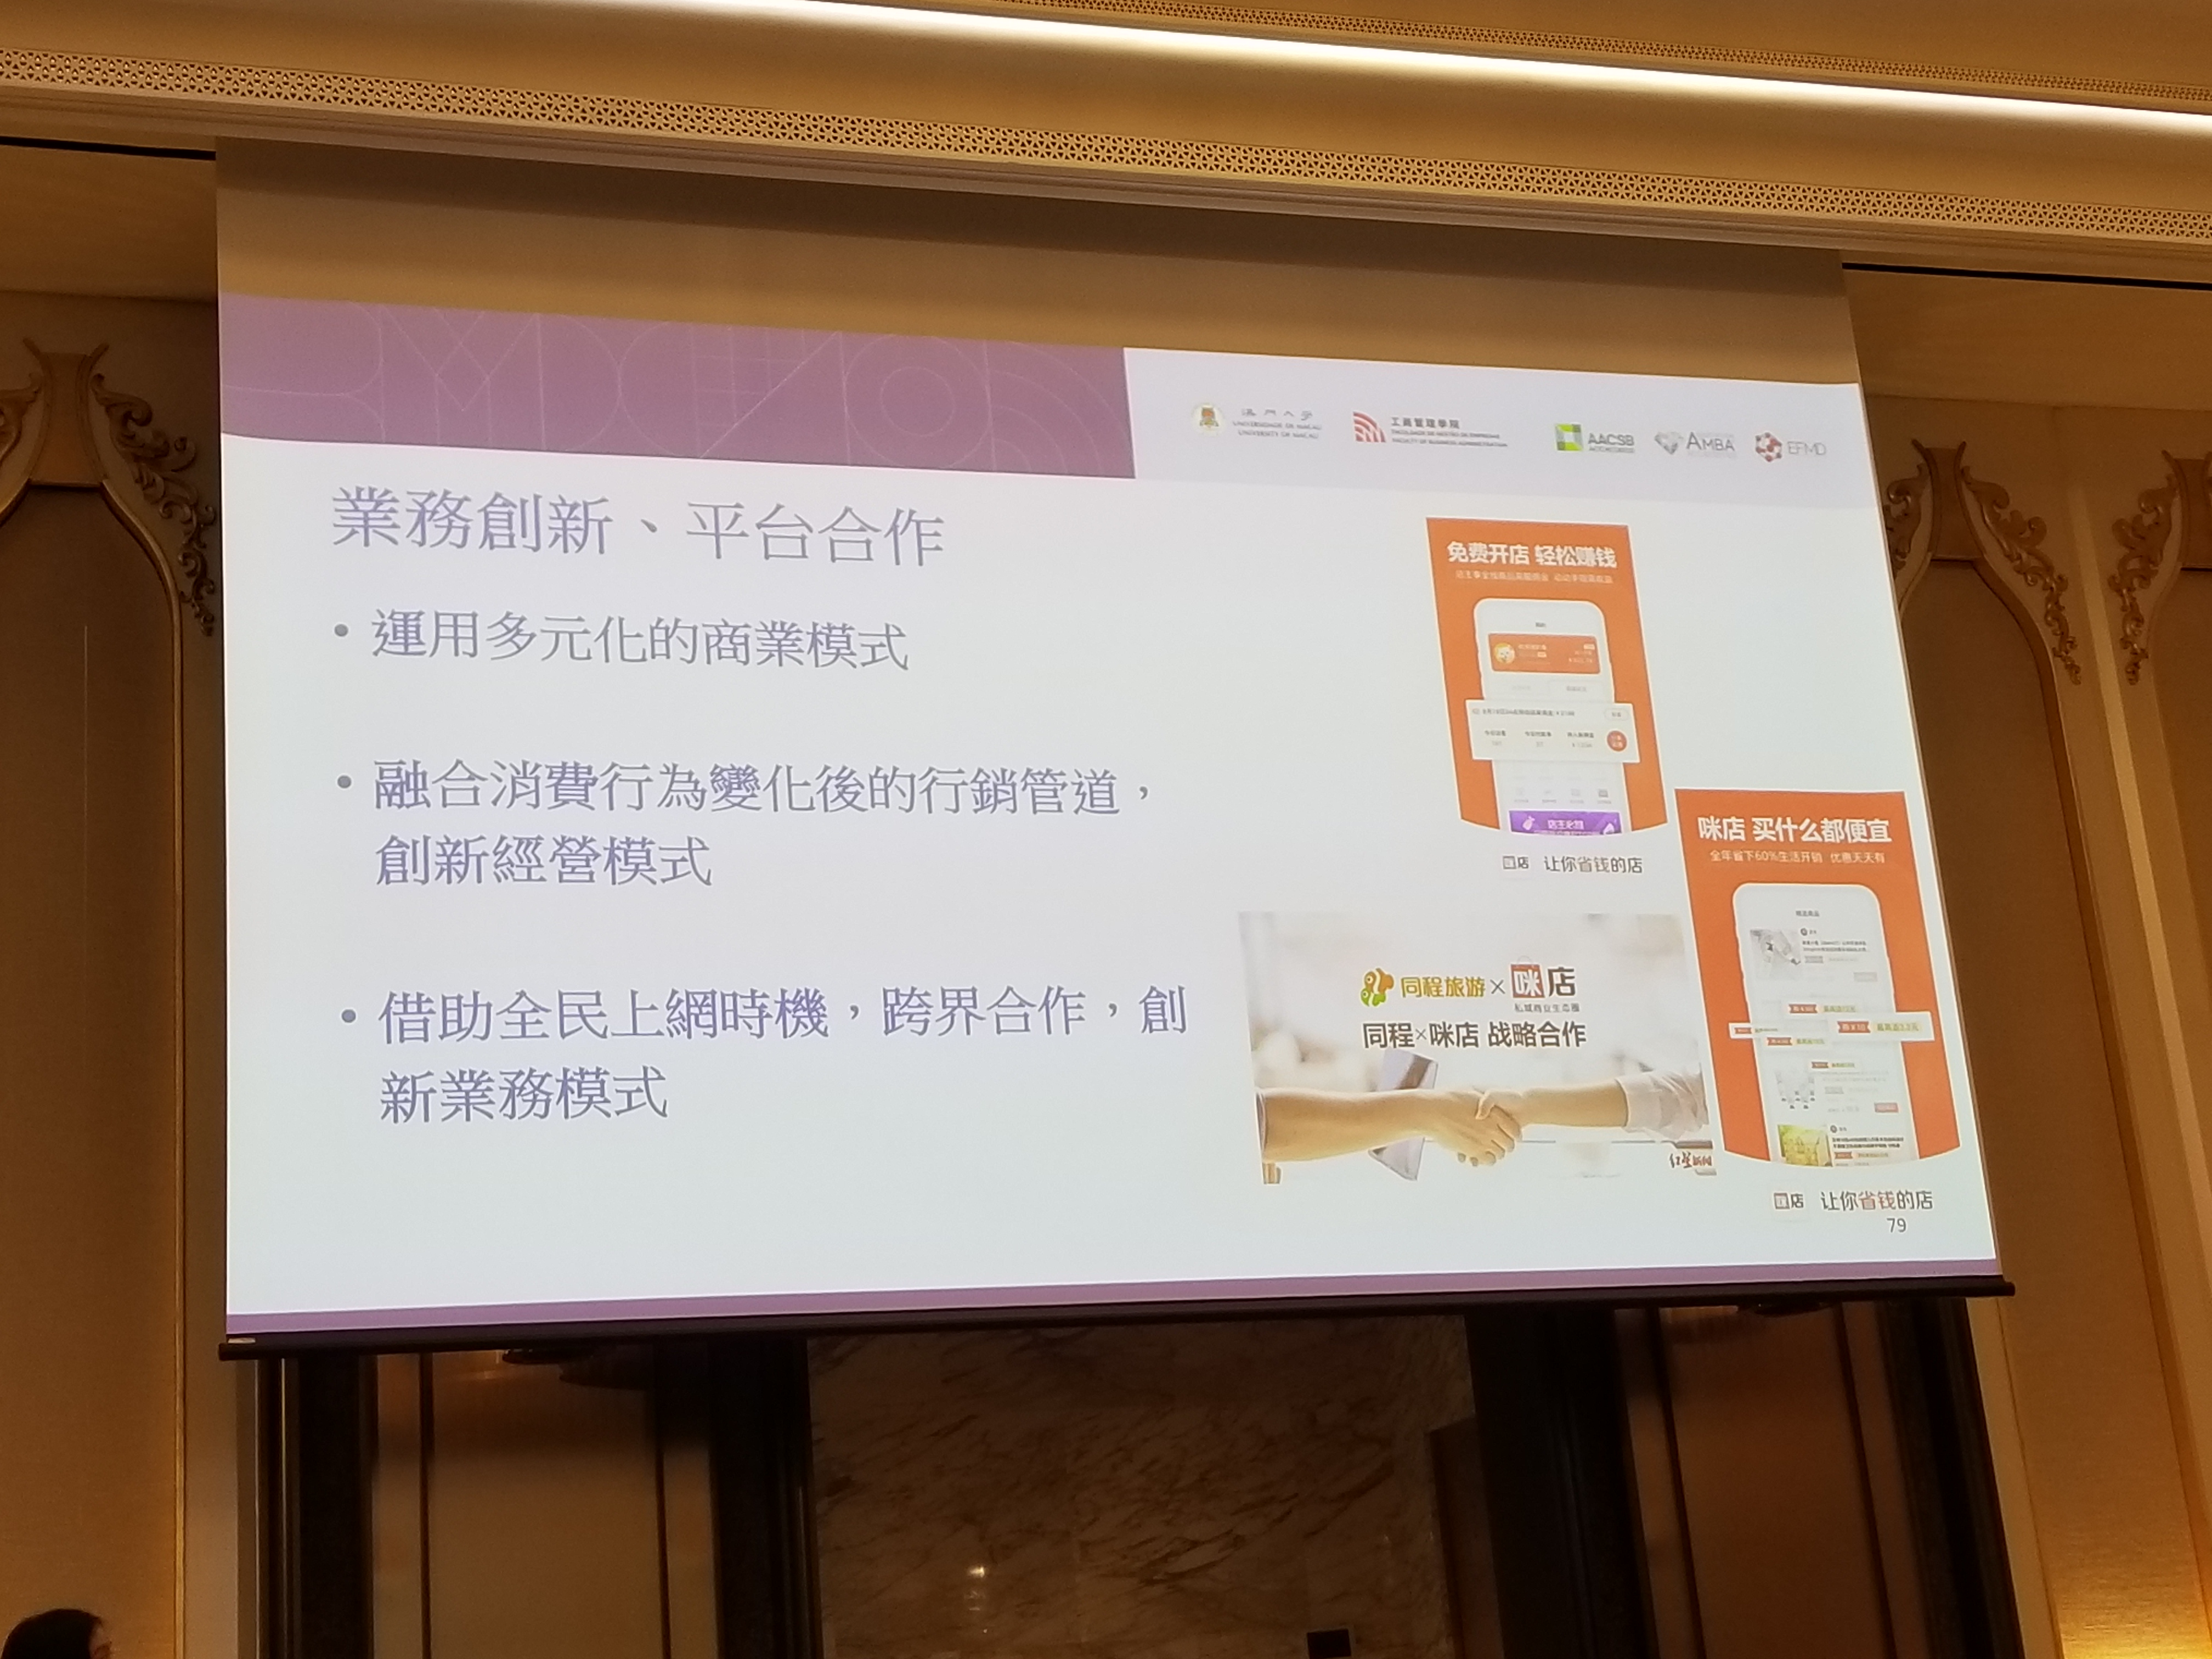 澳門大學
UNIVERSIDADE DE MACAU
UNIVERSITY OF MACAU
工商管理學院
FACULDADE DE GESTÃO DE EMPRESAS
FACULTY OF BUSINESS ADMINISTRATION
AACSB
ACCREDITED
AMBA
EFMD
業務創新、平台合作
• 運用多元化的商業模式
• 融合消費行為變化後的行銷管道，
創新經營模式
• 借助全民上網時機，跨界合作，創
新業務模式
免费开店 轻松赚钱
店主必抢
店 让你省钱的店
同程旅游×咪店
私域商业生态圈
同程×咪店 战略合作
红星新闻
咪店 买什么都便宜
全年省下60%生活开销 优惠天天有
店 让你省钱的店
79